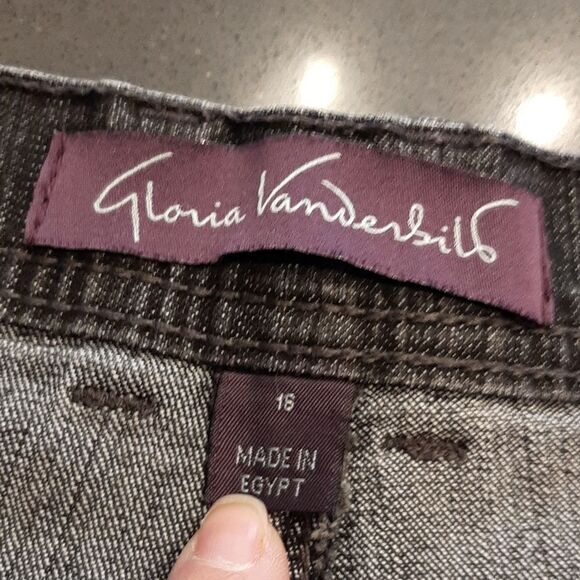 Gloria Vanderbilt
16
MADE IN
EGYPT